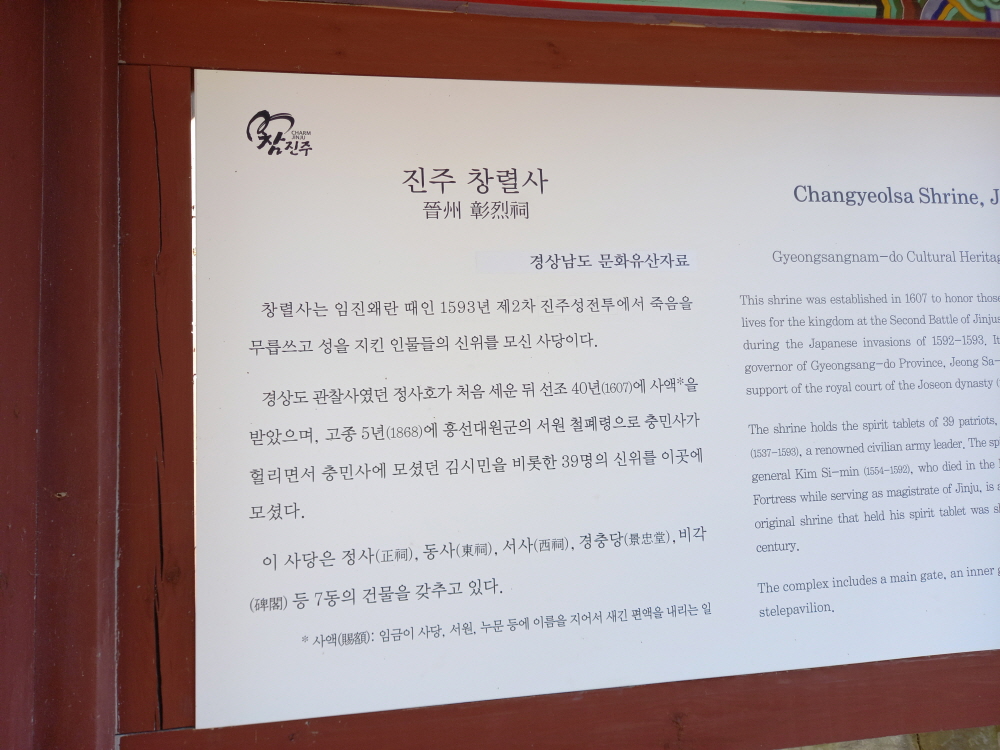 CHARM
JINJU
참진주
진주 창렬사
晉州 彰烈祠
경상남도 문화유산자료
창렬사는 임진왜란 때인 1593년 제2차 진주성전투에서 죽음을
무릅쓰고 성을 지킨 인물들의 신위를 모신 사당이다.
경상도 관찰사였던 정사호가 처음 세운 뒤 선조 40년(1607)에 사액*을
받았으며, 고종 5년(1868)에 흥선대원군의 서원 철폐령으로 충민사가
헐리면서 충민사에 모셨던 김시민을 비롯한 39명의 신위를 이곳에
모셨다.
이 사당은 정사(正祠), 동사(東祠), 서사(西祠), 경충당(景忠堂), 비각
(碑閣) 등 7동의 건물을 갖추고 있다.
* 사액(賜額): 임금이 사당, 서원, 누문 등에 이름을 지어서 새긴 편액을 내리는 일
Changyeolsa Shrine, J
Gyeongsangnam-do Cultural Heritag
This shrine was established in 1607 to honor those
lives for the kingdom at the Second Battle of Jinjus
during the Japanese invasions of 1592-1593. It
governor of Gyeongsang-do Province, Jeong Sa-
support of the royal court of the Joseon dynasty
The shrine holds the spirit tablets of 39 patriots,
(1537-1593), a renowned civilian army leader. The sp
general Kim Si-min (1554-1592), who died in the
Fortress while serving as magistrate of Jinju, is a
original shrine that held his spirit tablet was s
century.
The complex includes a main gate, an inner g
stelepavilion.